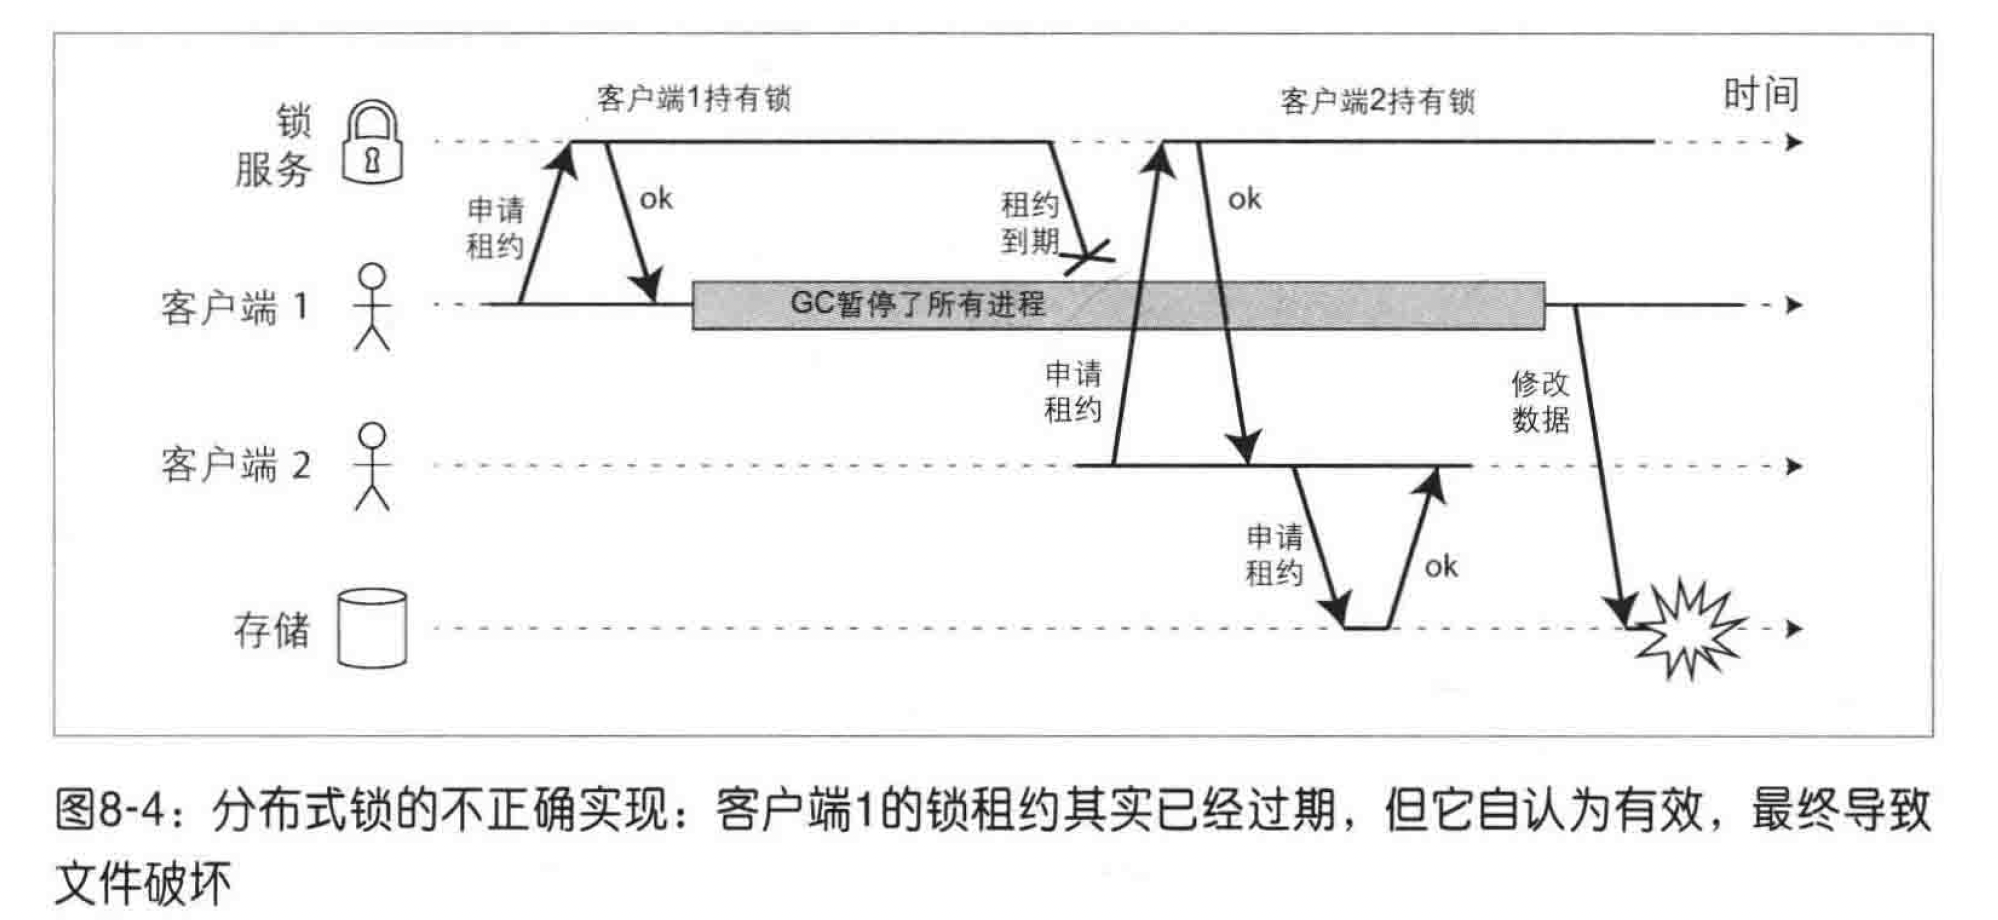 客户端1持有锁
客户端2持有锁
时间
锁
服务
申请
租约
ok
租约
到期
ok
客户端 1
GC暂停了所有进程
申请
租约
修改
数据
客户端 2
申请
租约
ok
存储
图8-4：分布式锁的不正确实现：客户端1的锁租约其实已经过期，但它自认为有效，最终导致
文件破坏